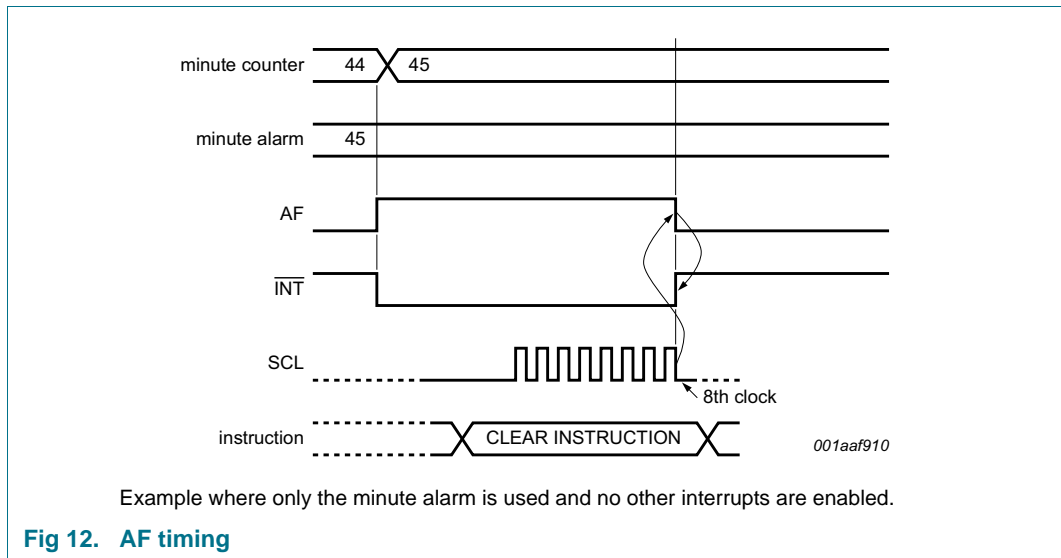 minute counter 44 45
minute alarm 45
AF
INT
SCL
8th clock
instruction CLEAR INSTRUCTION
001aaf910
Example where only the minute alarm is used and no other interrupts are enabled.
Fig 12. AF timing